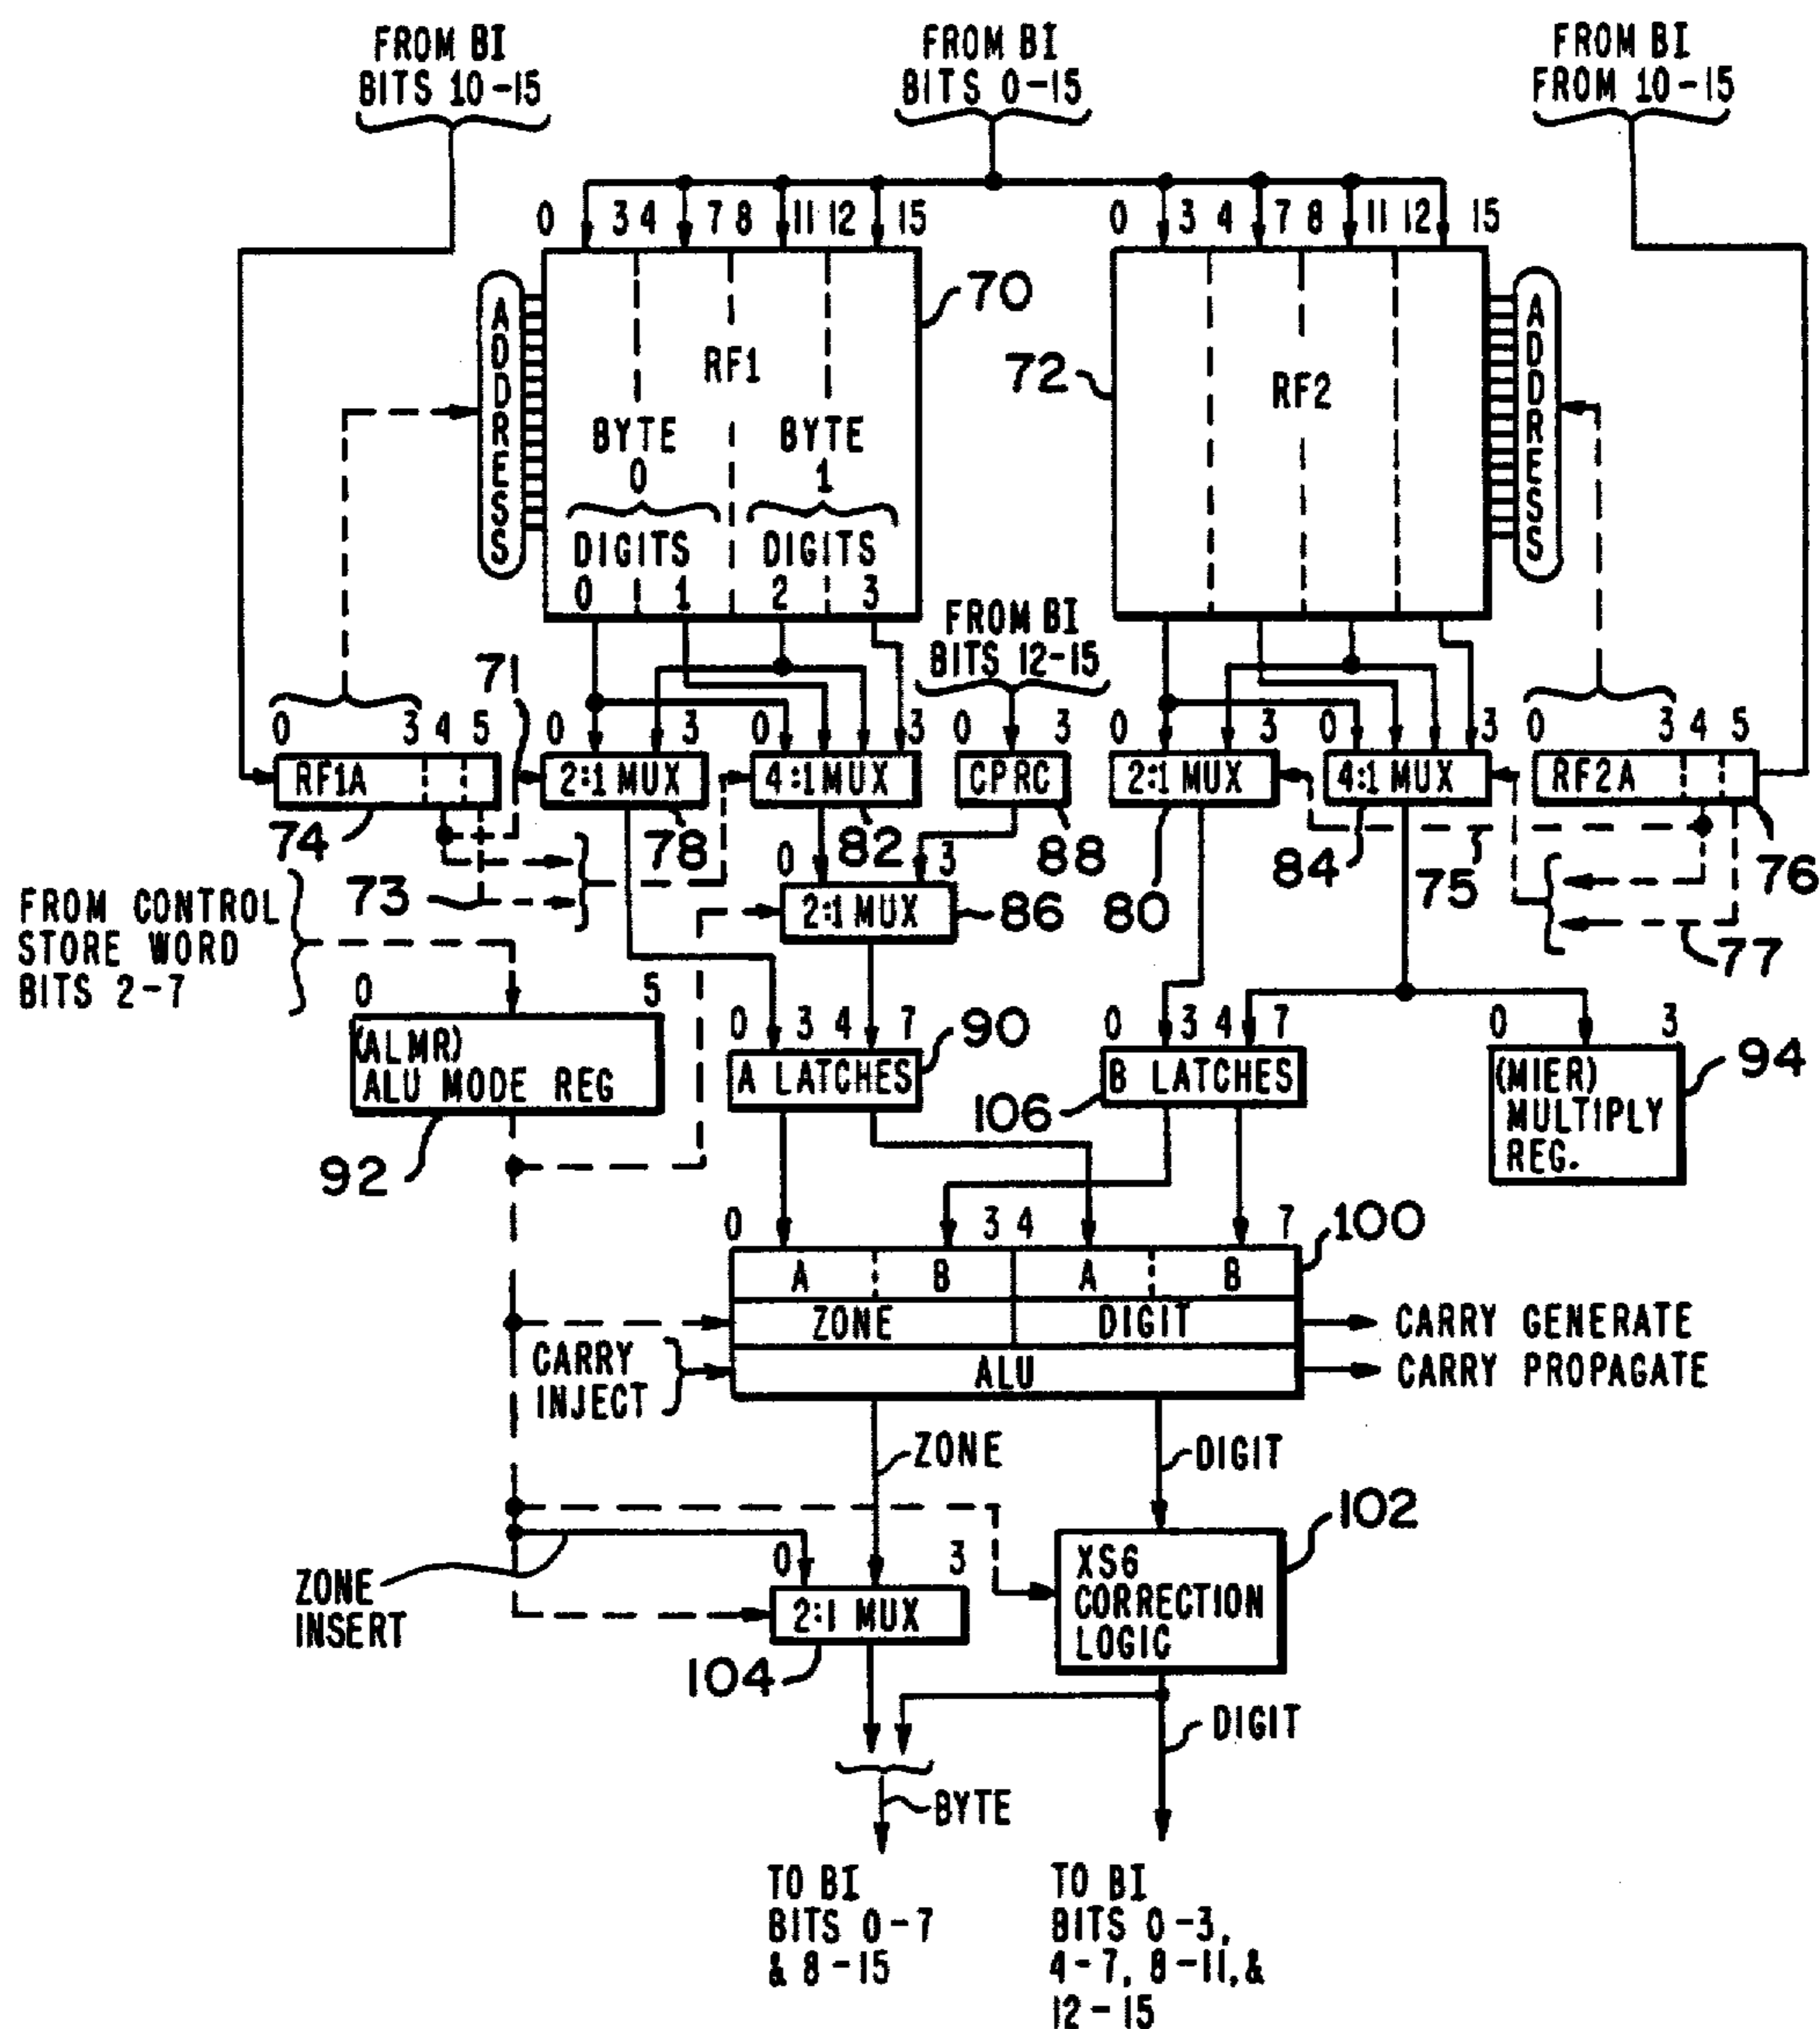 FROM BI
BITS 10-15
FROM BI
BITS 0-15
FROM BI
FROM 10-15
0 3 4 7 8 11 12 15
0 3 4 7 8 11 12 15
ADDRESS
RF1
70
BYTE 0
BYTE 1
DIGITS
0 1
DIGITS
2 3
72
RF2
ADDRESS
FROM BI
BITS 12-15
71
0 3 4 5
RF1A
74
0 3
2:1 MUX
78
0 3
4:1 MUX
82
0 3
CPRC
88
0 3
2:1 MUX
80
0 3
4:1 MUX
84
0 3 4 5
RF2A
76
73
75
77
0 3
2:1 MUX
86
FROM CONTROL
STORE WORD
BITS 2-7
0 5
(ALMR)
ALU MODE REG
92
0 3 4 7
A LATCHES
90
0 3 4 7
B LATCHES
106
0 3
(MIER)
MULTIPLY
REG.
94
0 3 4 7
100
A B A B
ZONE DIGIT
ALU
CARRY
INJECT
CARRY GENERATE
CARRY PROPAGATE
ZONE
DIGIT
ZONE
INSERT
0 3
2:1 MUX
104
XS6
CORRECTION
LOGIC
102
DIGIT
BYTE
TO BI
BITS 0-7
& 8-15
TO BI
BITS 0-3,
4-7, 8-11,&
12-15